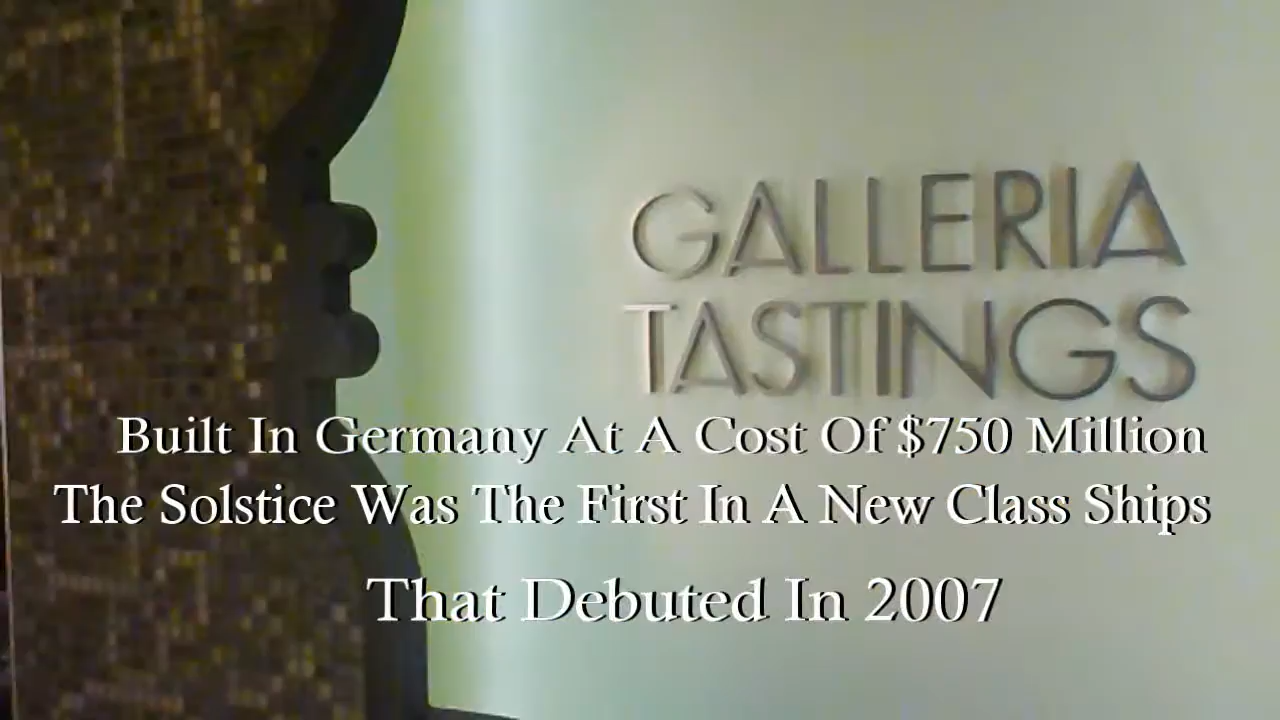 GALLERIA
TASTINGS
Built In Germany At A Cost Of $750 Million
The Solstice Was The First In A New Class Ships
That Debuted In 2007